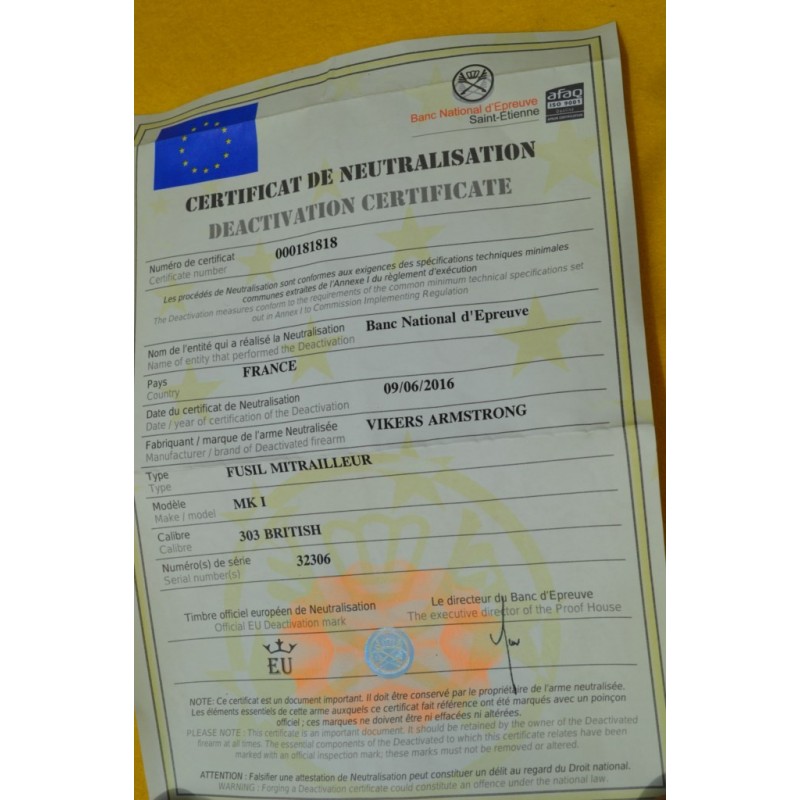 Banc National d'Epreuve
Saint-Etienne
afaq
ISO 9001
CERTIFICAT DE NEUTRALISATION
DEACTIVATION CERTIFICATE
Numéro de certificat 000181818
Certificate number
Les procédés de Neutralisation sont conformes aux exigences des spécifications techniques minimales
communes extraites de l'Annexe I du règlement d'exécution
The Deactivation measures conform to the requirements of the common minimum technical specifications set
out in Annex I to Commission Implementing Regulation
Nom de l'entité qui a réalisé la Neutralisation Banc National d'Epreuve
Name of entity that performed the Deactivation
Pays FRANCE
Country
Date du certificat de Neutralisation 09/06/2016
Date / year of certification of the Deactivation
Fabriquant / marque de l'arme Neutralisée VIKERS ARMSTRONG
Manufacturer / brand of Deactivated firearm
Type FUSIL MITRAILLEUR
Type
Modèle MK I
Make / model
Calibre 303 BRITISH
Calibre
Numéro(s) de série 32306
Serial number(s)
Timbre officiel européen de Neutralisation Le directeur du Banc d'Epreuve
Official EU Deactivation mark The executive director of the Proof House
EU
NOTE: Ce certificat est un document important. Il doit être conservé par le propriétaire de l'arme neutralisée.
Les éléments essentiels de cette arme auxquels ce certificat fait référence ont été marqués avec un poinçon
officiel ; ces marques ne doivent être ni effacées ni altérées.
PLEASE NOTE : This certificate is an important document. It should be retained by the owner of the Deactivated
firearm at all times. The essential components of the Deactivated to which this certificate relates have been
marked with an official inspection mark; these marks must not be removed or altered.
ATTENTION : Falsifier une attestation de Neutralisation peut constituer un délit au regard du Droit national.
WARNING : Forging a Deactivation certificate could constitute an offence under the national law.